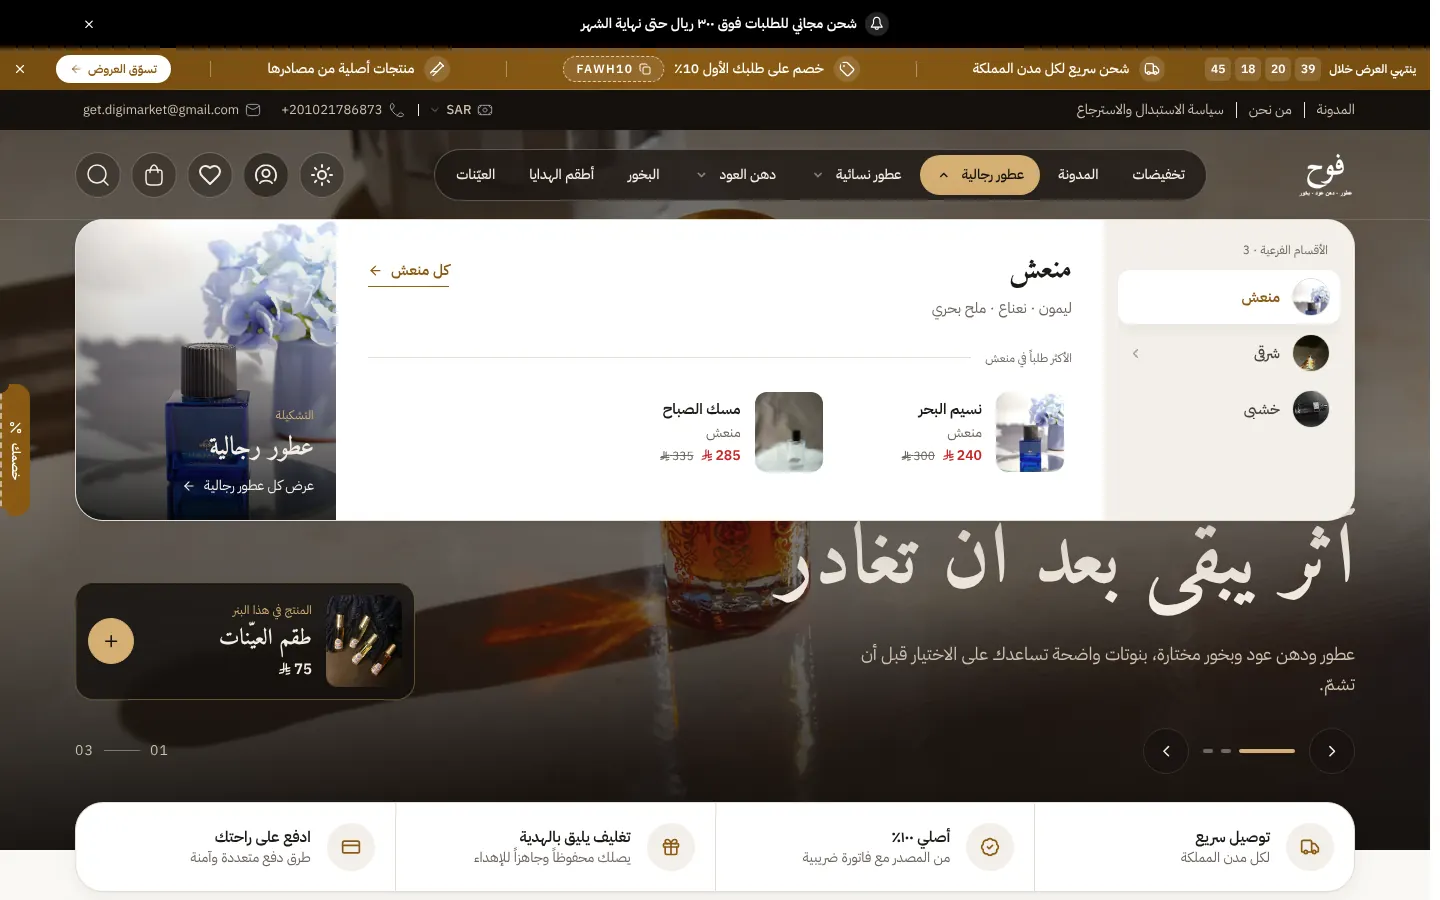 شحن مجاني للطلبات فوق ٣٠٠ ريال حتى نهاية الشهر
ينتهي العرض خلال
39 20 18 45
شحن سريع لكل مدن المملكة
خصم على طلبك الأول 10٪
FAWH10
منتجات أصلية من مصادرها
تسوّق العروض
المدونة
من نحن
سياسة الاستبدال والاسترجاع
SAR
+201021786873
get.digimarket@gmail.com
فوح
عطور · دهن عود · بخور
تخفيضات
المدونة
عطور رجالية
عطور نسائية
دهن العود
البخور
أطقم الهدايا
العيّنات
الأقسام الفرعية · 3
منعش
شرقي
خشبي
منعش
ليمون · نعناع · ملح بحري
كل منعش
الأكثر طلباً في منعش
نسيم البحر
منعش
240 300
مسك الصباح
منعش
285 335
التشكيلة
عطور رجالية
عرض كل عطور رجالية
خصمك
أثر يبقى بعد أن تغادر
عطور ودهن عود وبخور مختارة، بنوتات واضحة تساعدك على الاختيار قبل أن
تشمّ.
المنتج في هذا البنر
طقم العيّنات
75
01
03
توصيل سريع
لكل مدن المملكة
أصلي ١٠٠٪
من المصدر مع فاتورة ضريبية
تغليف يليق بالهدية
يصلك محفوظاً وجاهزاً للإهداء
ادفع على راحتك
طرق دفع متعددة وآمنة